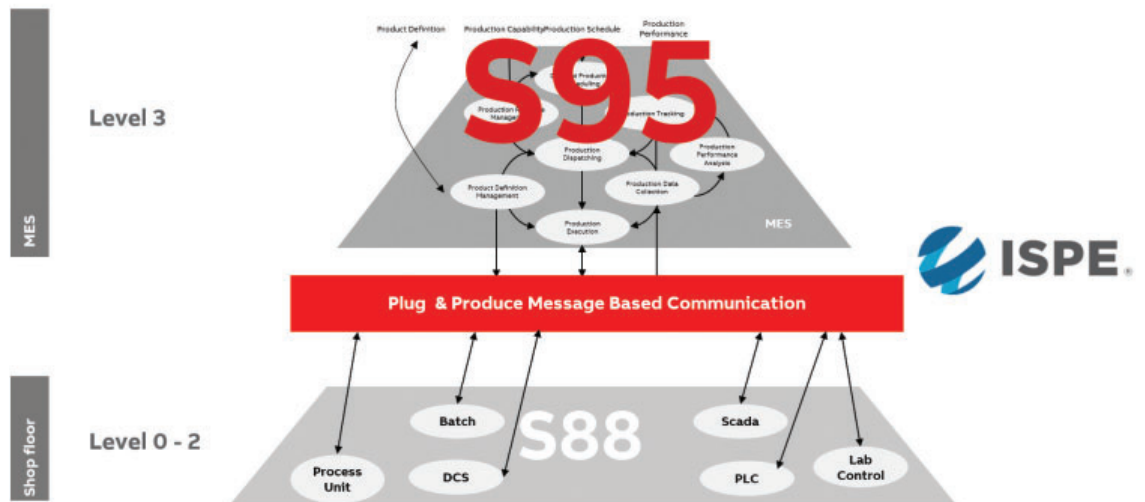 Product Definition
Production Capability
Production Schedule
Production
Performance
S95
Production
Management
Production Tracking
Production
Dispatching
Production
Performance
Analysis
Product Definition
Management
Production Data
Collection
Production
Execution
MES
Level 3
MES
ISPE®
Plug & Produce Message Based Communication
Shop floor
Level 0 - 2
S88
Batch
Scada
Process
Unit
DCS
PLC
Lab
Control